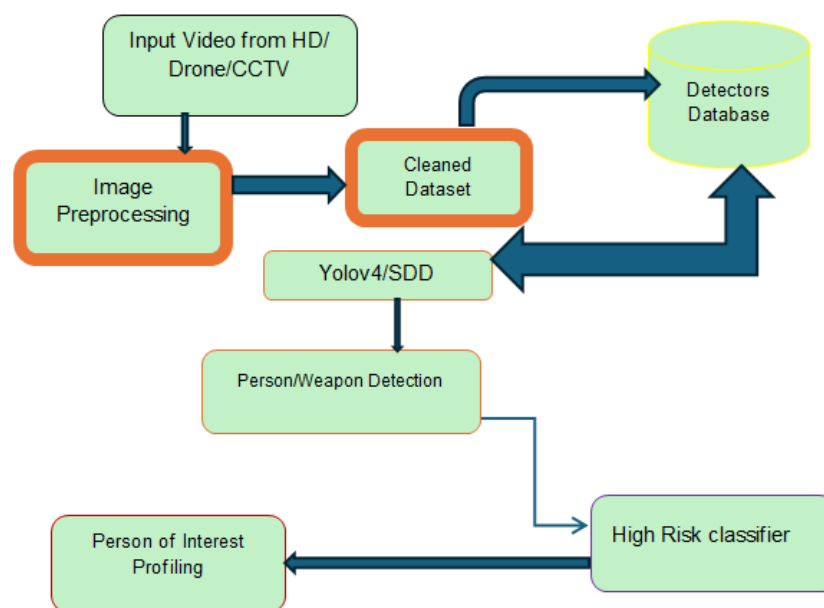 Input Video from HD/
Drone/CCTV
Detectors
Database
Cleaned
Dataset
Image
Preprocessing
Yolov4/SDD
Person/Weapon Detection
High Risk classifier
Person of Interest
Profiling